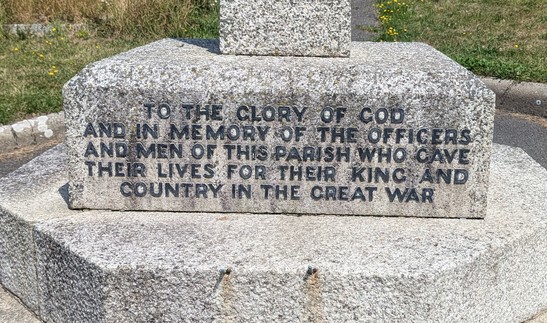 TO THE GLORY OF GOD
AND IN MEMORY OF THE OFFICERS
AND MEN OF THIS PARISH WHO GAVE
THEIR LIVES FOR THEIR KING AND
COUNTRY IN THE GREAT WAR